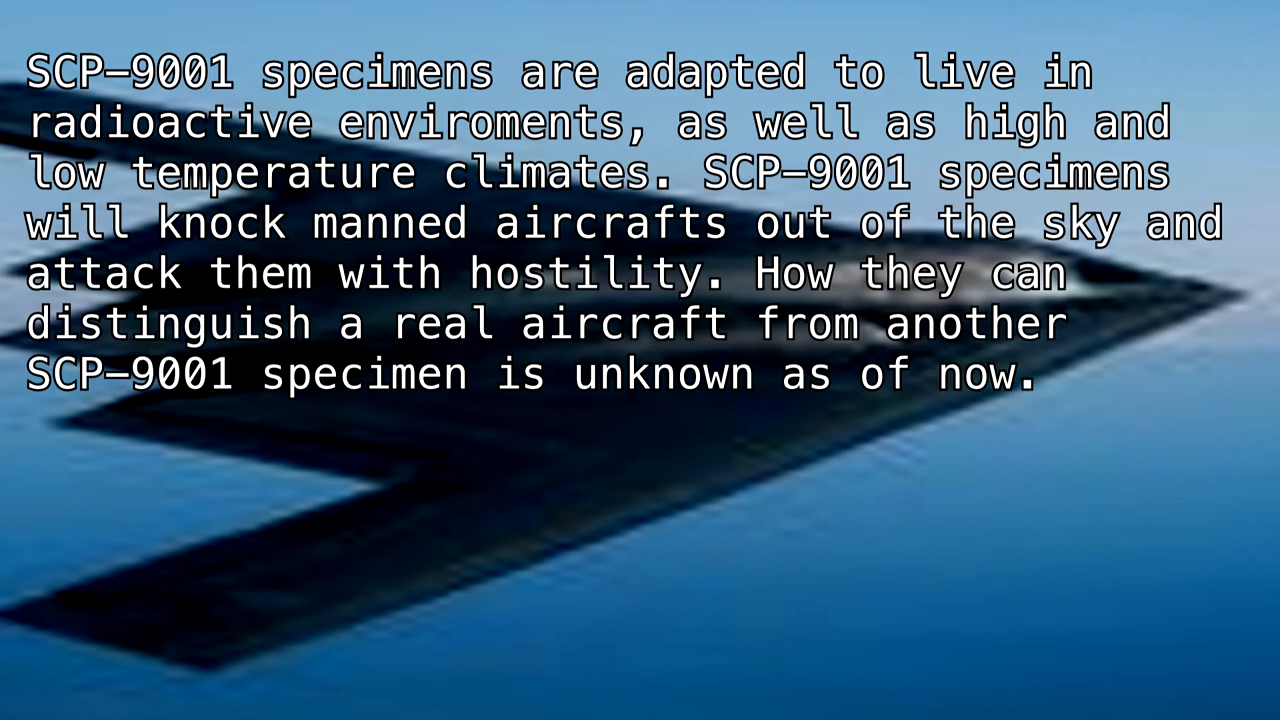 SCP-9001 specimens are adapted to live in
radioactive enviroments, as well as high and
low temperature climates. SCP-9001 specimens
will knock manned aircrafts out of the sky and
attack them with hostility. How they can
distinguish a real aircraft from another
SCP-9001 specimen is unknown as of now.